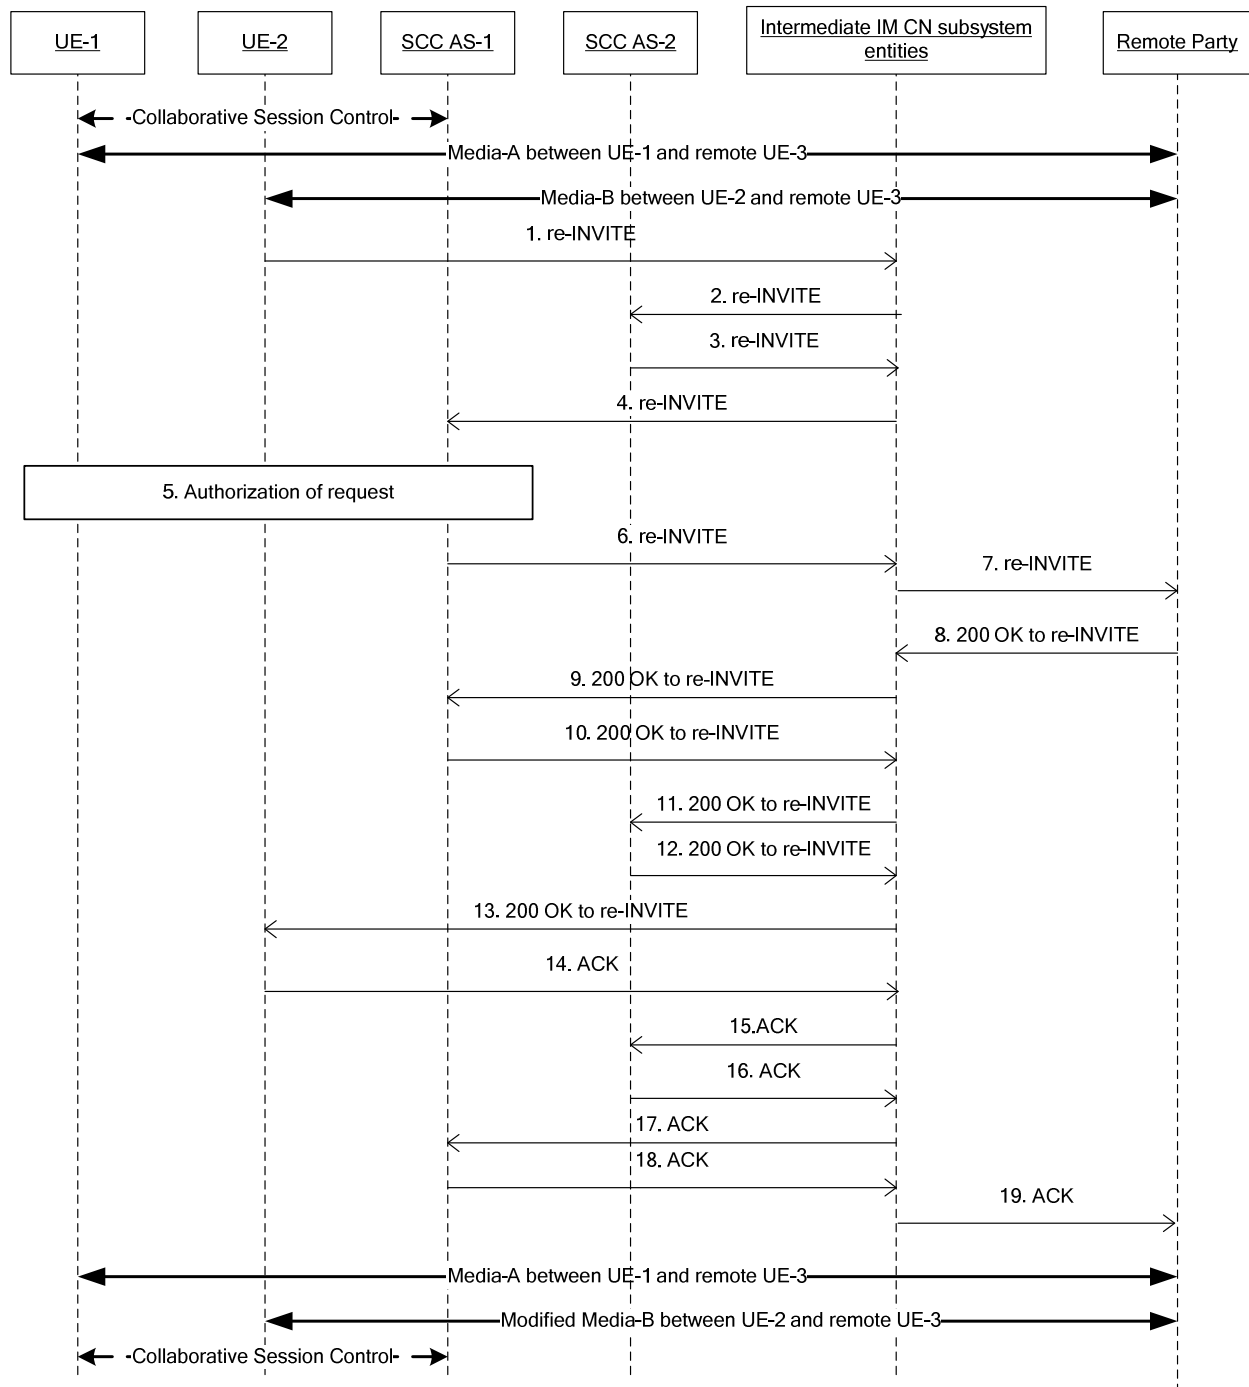 UE-1
UE-2
SCC AS-1
SCC AS-2
Intermediate IM CN subsystem
entities
Remote Party
-Collaborative Session Control-
Media-A between UE-1 and remote UE-3
Media-B between UE-2 and remote UE-3
1. re-INVITE
2. re-INVITE
3. re-INVITE
4. re-INVITE
5. Authorization of request
6. re-INVITE
7. re-INVITE
8. 200 OK to re-INVITE
9. 200 OK to re-INVITE
10. 200 OK to re-INVITE
11. 200 OK to re-INVITE
12. 200 OK to re-INVITE
13. 200 OK to re-INVITE
14. ACK
15.ACK
16. ACK
17. ACK
18. ACK
19. ACK
Media-A between UE-1 and remote UE-3
Modified Media-B between UE-2 and remote UE-3
-Collaborative Session Control-